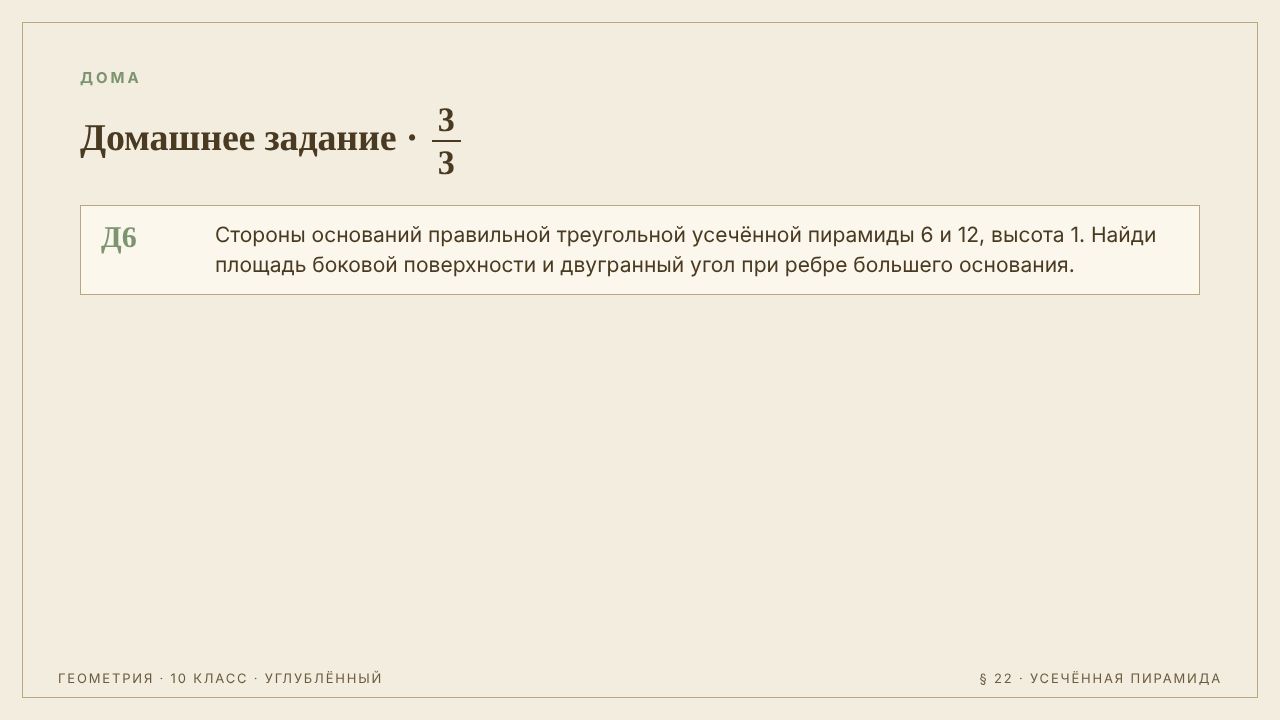 ДОМА
Домашнее задание · 3/3
Д6
Стороны оснований правильной треугольной усечённой пирамиды 6 и 12, высота 1. Найди
площадь боковой поверхности и двугранный угол при ребре большего основания.
ГЕОМЕТРИЯ · 10 КЛАСС · УГЛУБЛЁННЫЙ
§ 22 · УСЕЧЁННАЯ ПИРАМИДА